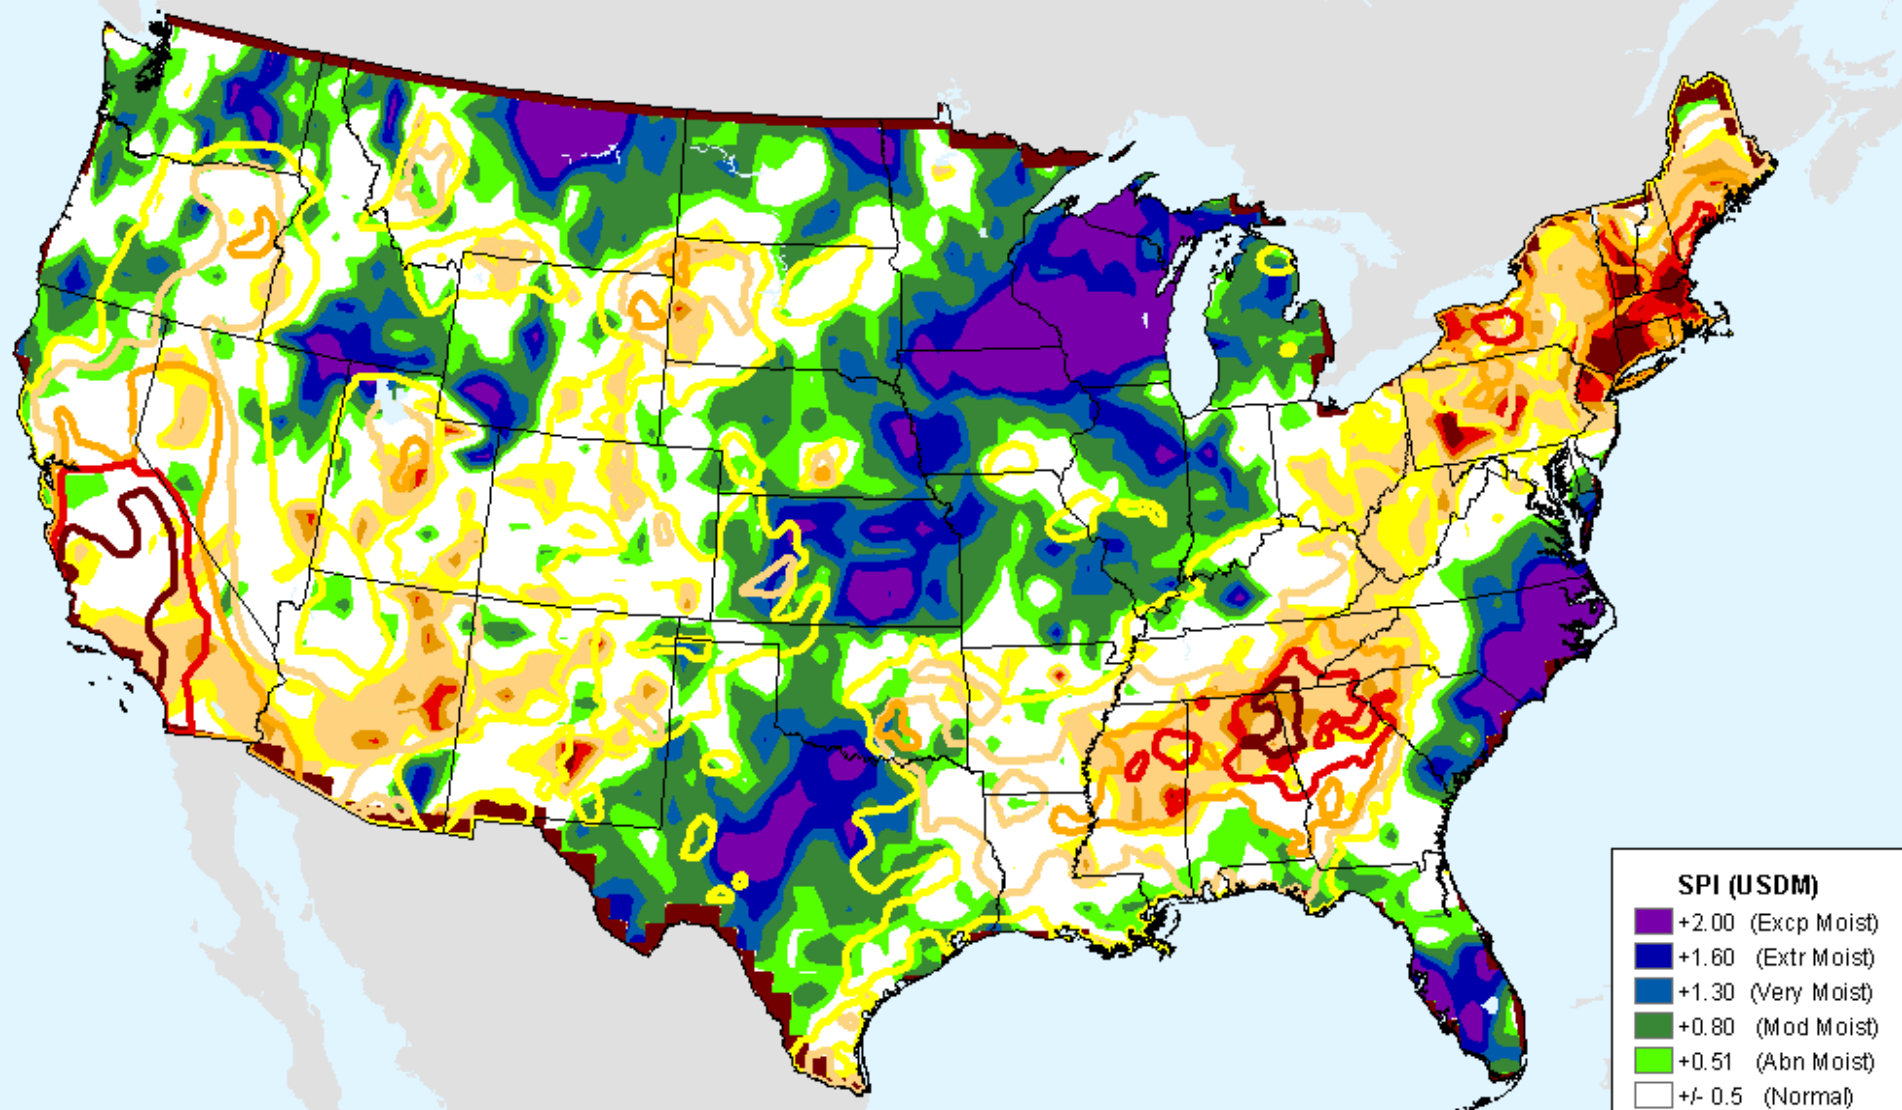 SPI (USDM)
+2.00 (Excp Moist)
+1.60 (Extr Moist)
+1.30 (Very Moist)
+0.80 (Mod Moist)
+0.51 (Abn Moist)
+/- 0.5 (Normal)